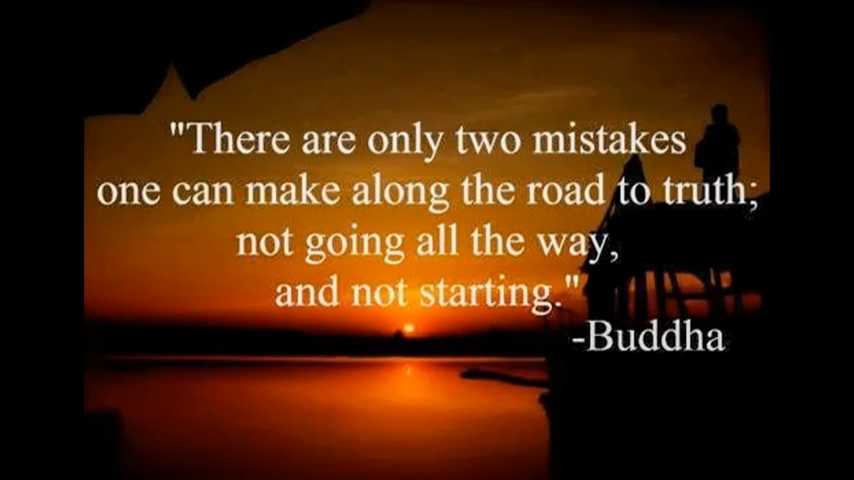 "There are only two mistakes
one can make along the road to truth;
not going all the way,
and not starting."
-Buddha